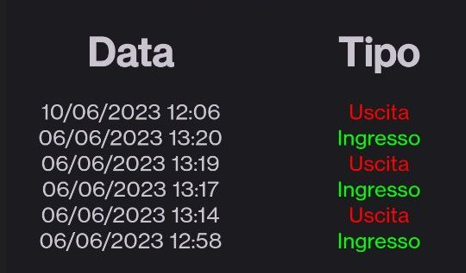 Data Tipo
10/06/2023 12:06 Uscita
06/06/2023 13:20 Ingresso
06/06/2023 13:19 Uscita
06/06/2023 13:17 Ingresso
06/06/2023 13:14 Uscita
06/06/2023 12:58 Ingresso